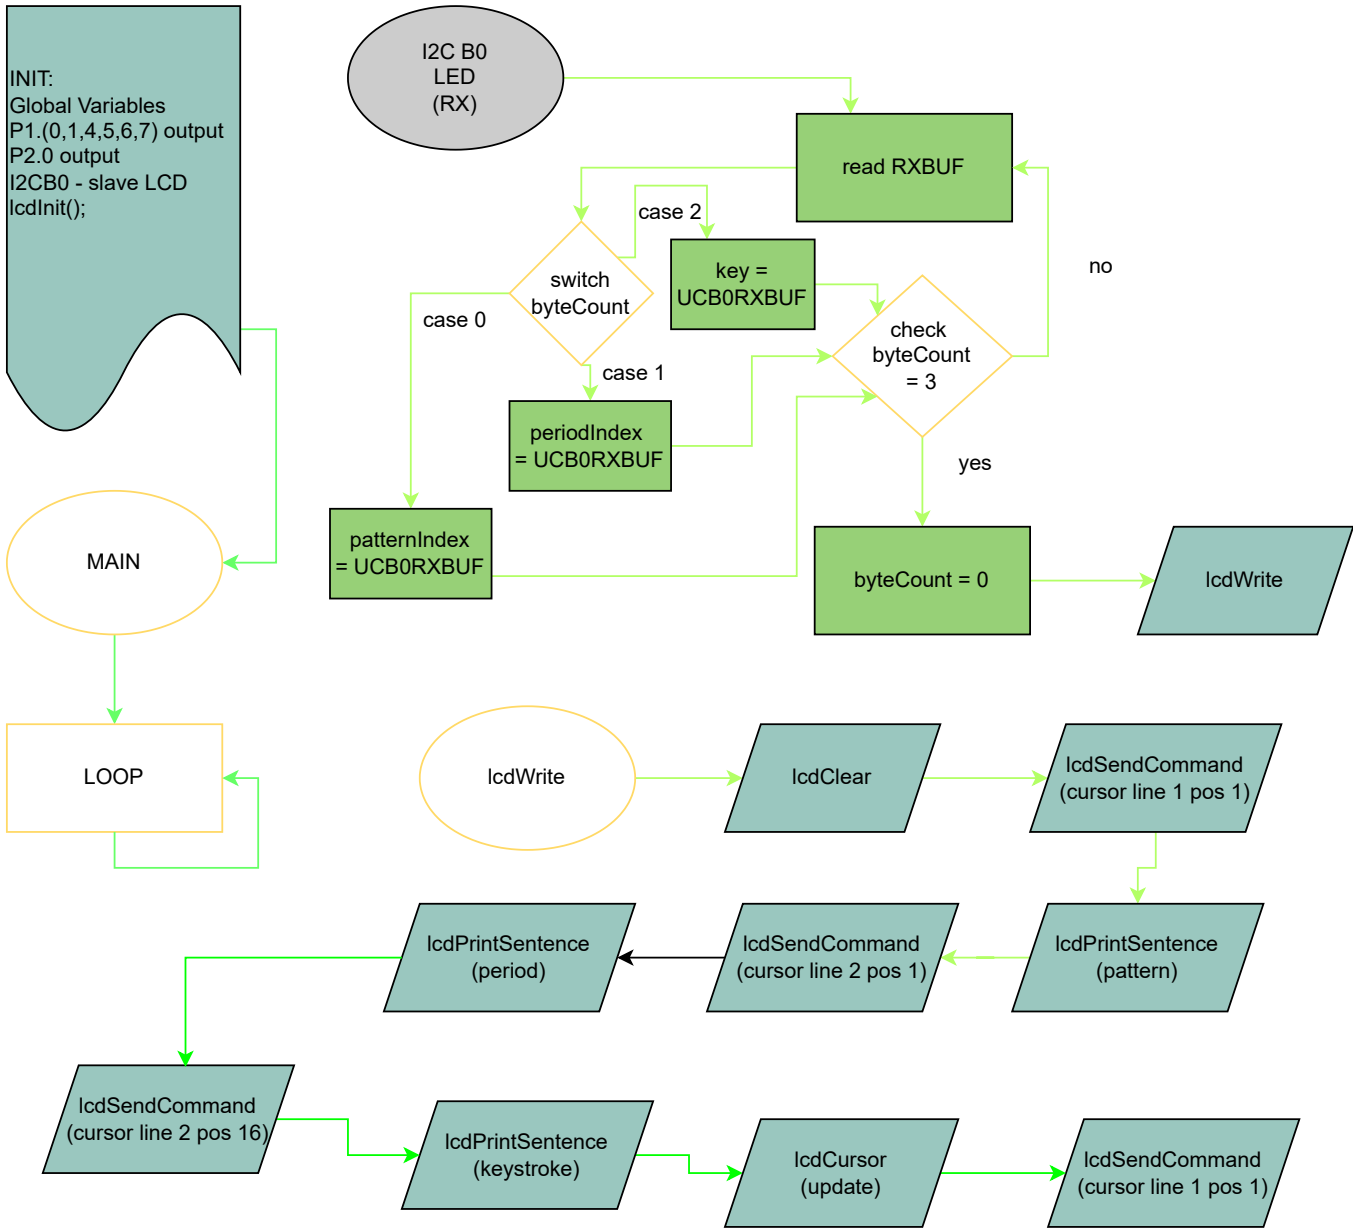 INIT:
Global Variables
P1.(0,1,4,5,6,7) output
P2.0 output
I2CB0 - slave LCD
lcdInit();
I2C B0
LED
(RX)
read RXBUF
case 2
switch
byteCount
key =
UCB0RXBUF
no
case 0
check
byteCount
= 3
case 1
periodIndex
= UCB0RXBUF
yes
patternIndex
= UCB0RXBUF
byteCount = 0
lcdWrite
MAIN
LOOP
lcdWrite
lcdClear
lcdSendCommand
(cursor line 1 pos 1)
lcdPrintSentence
(period)
lcdSendCommand
(cursor line 2 pos 1)
lcdPrintSentence
(pattern)
lcdSendCommand
(cursor line 2 pos 16)
lcdPrintSentence
(keystroke)
lcdCursor
(update)
lcdSendCommand
(cursor line 1 pos 1)